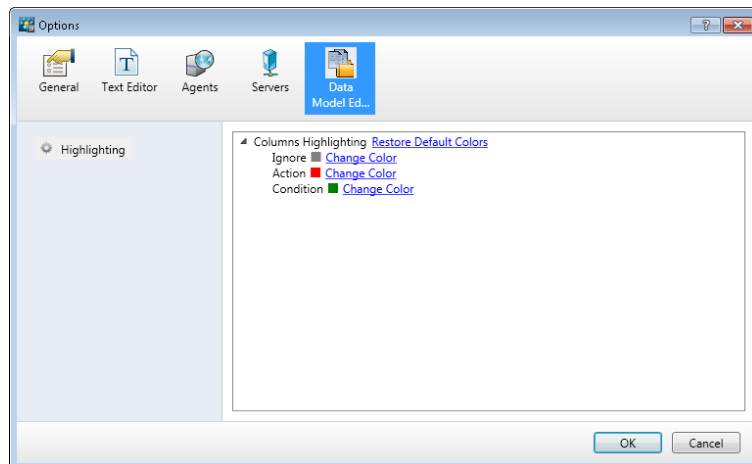 Options
General
Text Editor
Agents
Servers
Data
Model Ed...
Highlighting
Columns Highlighting Restore Default Colors
Ignore Change Color
Action Change Color
Condition Change Color
OK
Cancel